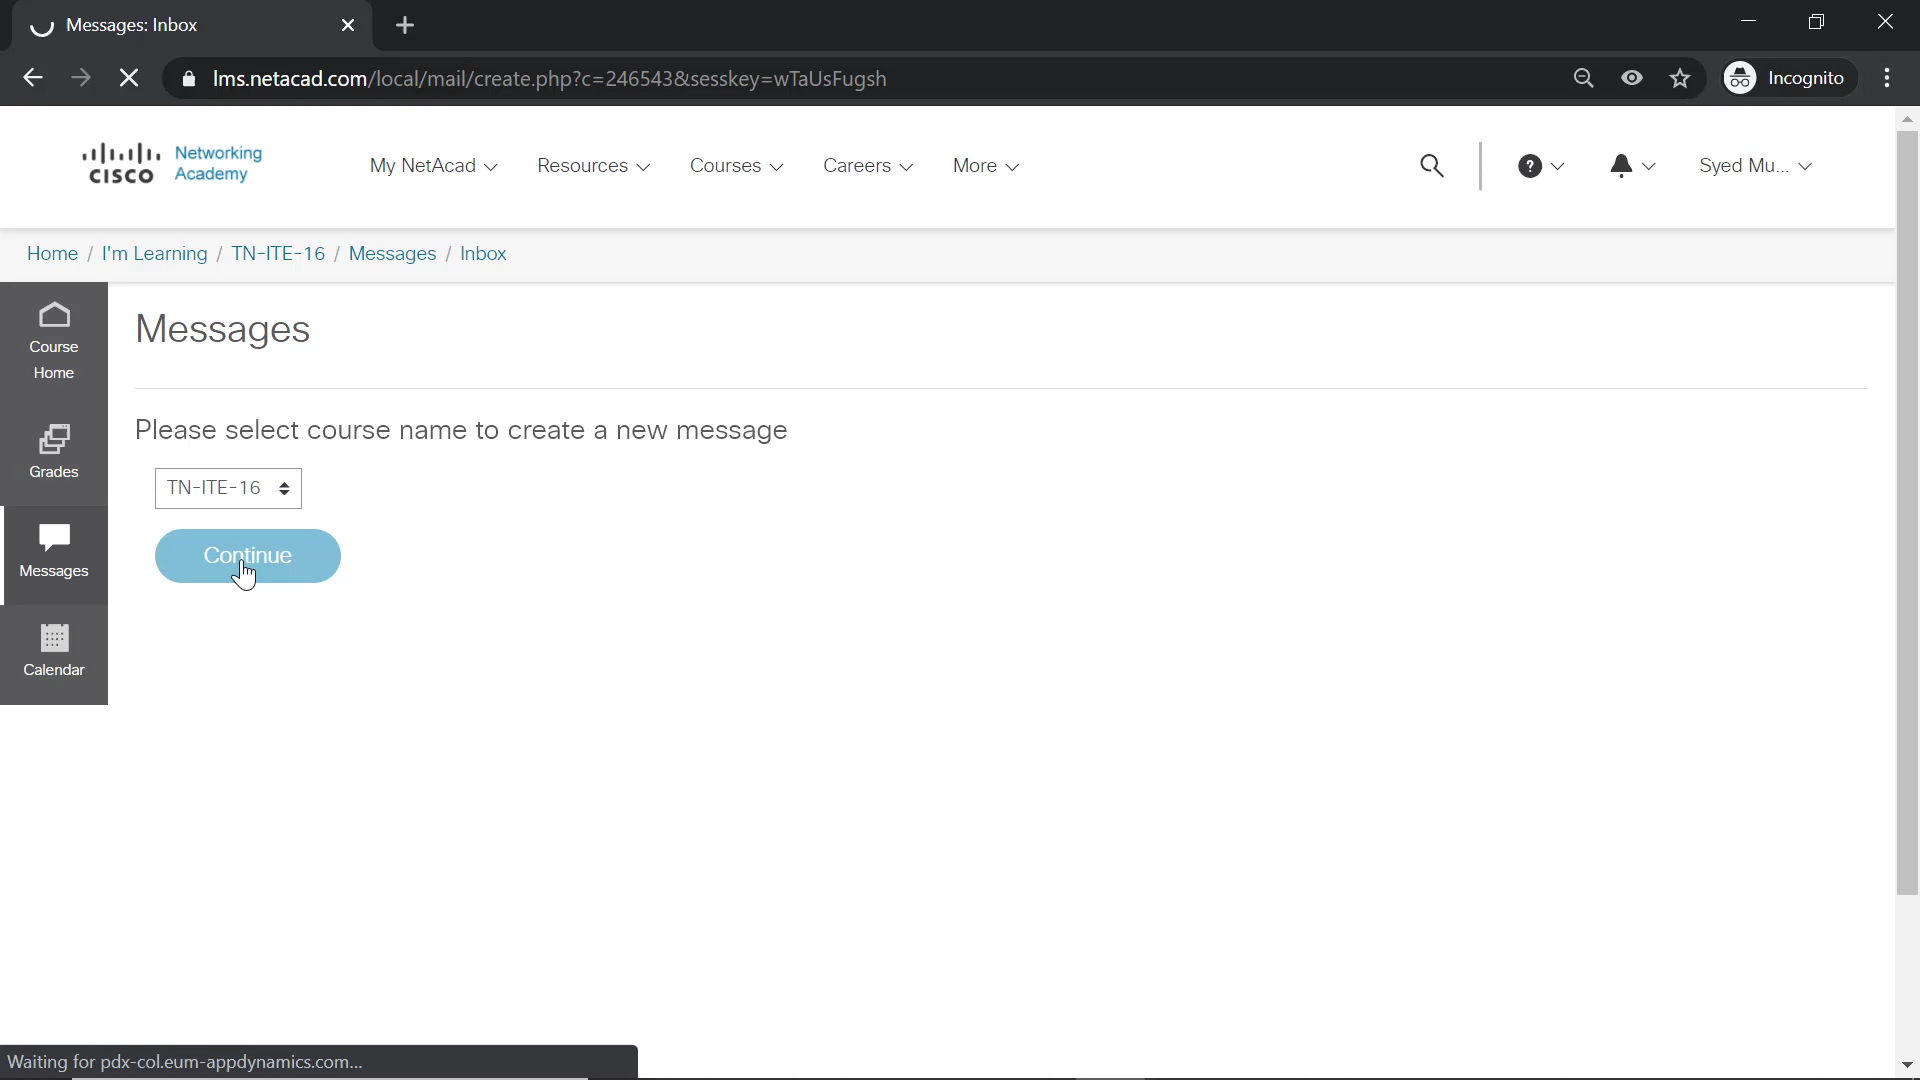 Messages: Inbox
lms.netacad.com/local/mail/create.php?c=246543&sesskey=wTaUsFugsh
Incognito
CISCO
Networking
Academy
My NetAcad
Resources
Courses
Careers
More
?
Syed Mu...
Home / I'm Learning / TN-ITE-16 / Messages / Inbox
Course
Home
Grades
Messages
Calendar
Messages
Please select course name to create a new message
TN-ITE-16
Continue
Waiting for pdx-col.eum-appdynamics.com...